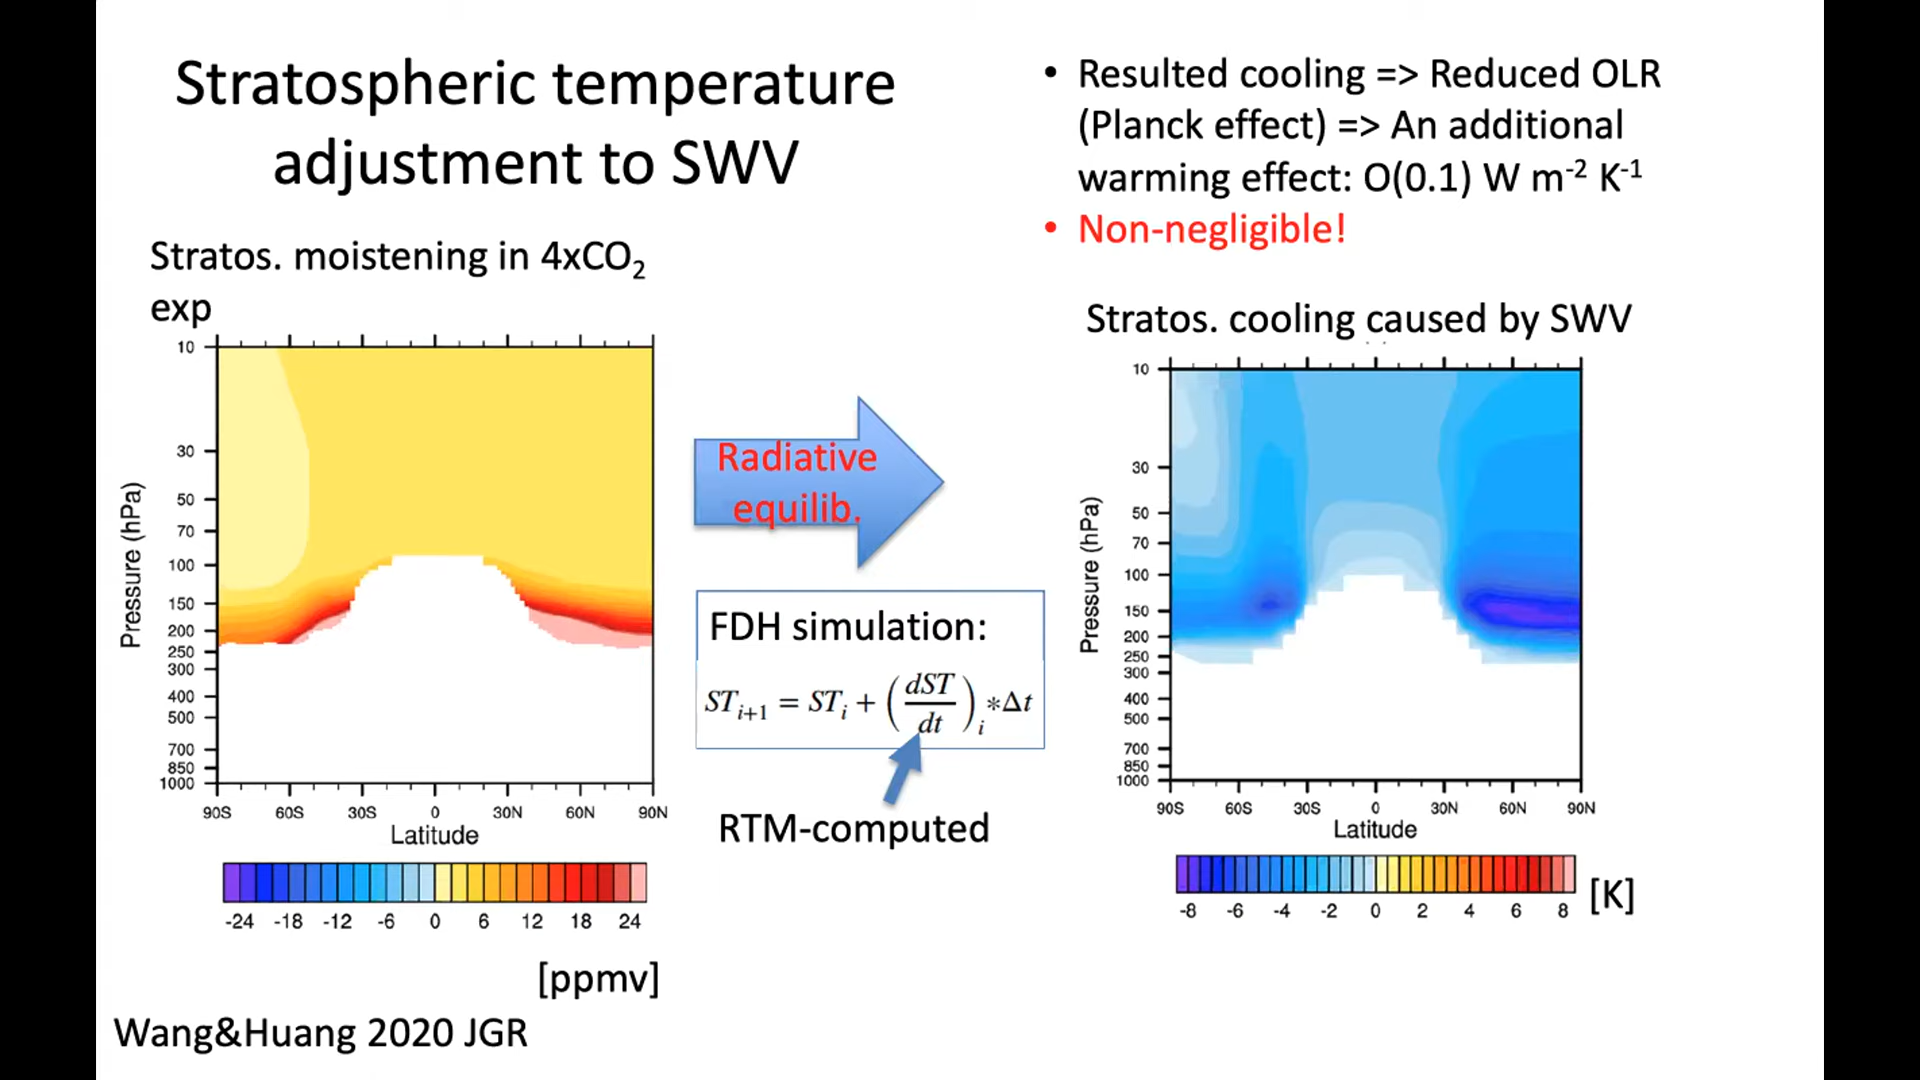 Stratospheric temperature
adjustment to SWV
• Resulted cooling => Reduced OLR
(Planck effect) => An additional
warming effect: O(0.1) W m-2 K-1
• Non-negligible!
Stratos. moistening in 4xCO2
exp
10
30
50
70
100
150
200
250
300
400
500
700
850
1000
Pressure (hPa)
90S 60S 30S 0 30N 60N 90N
Latitude
-24 -18 -12 -6 0 6 12 18 24
[ppmv]
Radiative
equilib.
FDH simulation:
STi+1 = STi + (dST/dt)i *Δt
RTM-computed
Stratos. cooling caused by SWV
10
30
50
70
100
150
200
250
300
400
500
700
850
1000
Pressure (hPa)
90S 60S 30S 0 30N 60N 90N
Latitude
-8 -6 -4 -2 0 2 4 6 8
[K]
Wang&Huang 2020 JGR